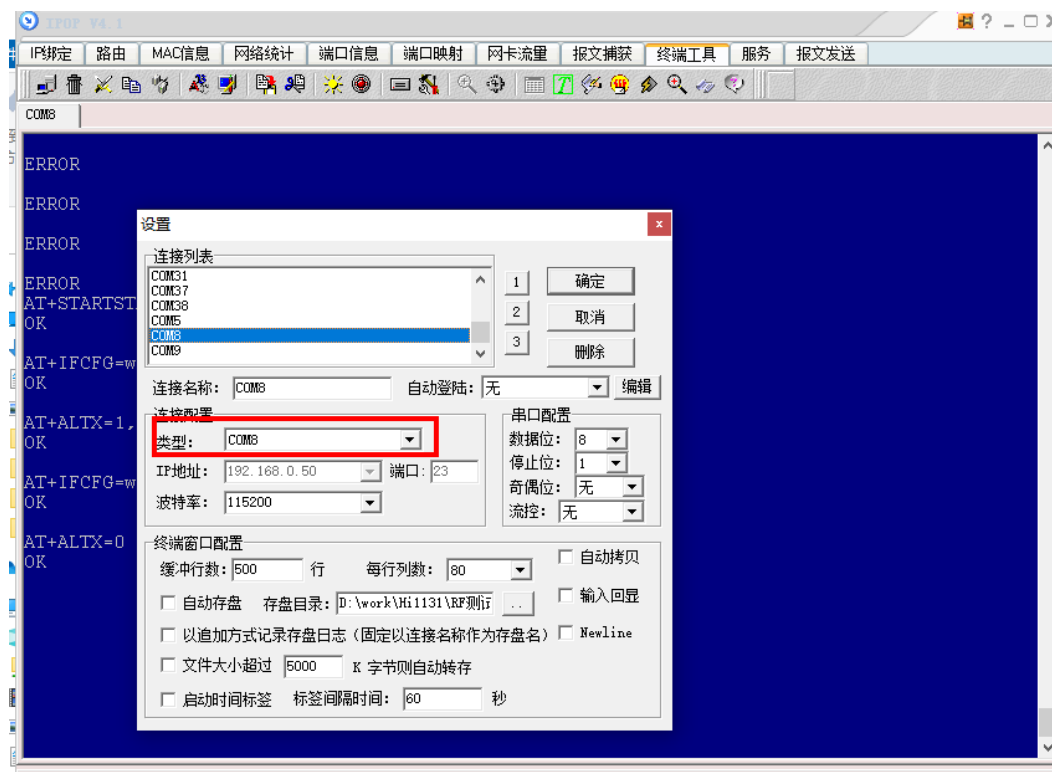 IPOP V4.1
IP绑定 路由 MAC信息 网络统计 端口信息 端口映射 网卡流量 报文捕获 终端工具 服务 报文发送
COM8
ERROR
ERROR
ERROR
ERROR
AT+STARTST
OK
AT+IFCFG=w
OK
AT+ALTX=1,
OK
AT+IFCFG=w
OK
AT+ALTX=0
OK
设置
连接列表
COM31
COM37
COM38
COM5
COM8
COM9
1
2
3
确定
取消
删除
连接名称: COM8 自动登陆: 无 编辑
连接配置
类型: COM8
IP地址: 192.168.0.50 端口: 23
波特率: 115200
串口配置
数据位: 8
停止位: 1
奇偶位: 无
流控: 无
终端窗口配置
缓冲行数: 500 行 每行列数: 80 自动拷贝
自动存盘 存盘目录: D:\work\Hi1131\RF测 .. 输入回显
以追加方式记录存盘日志(固定以连接名称作为存盘名) Newline
文件大小超过 5000 K 字节则自动转存
启动时间标签 标签间隔时间: 60 秒